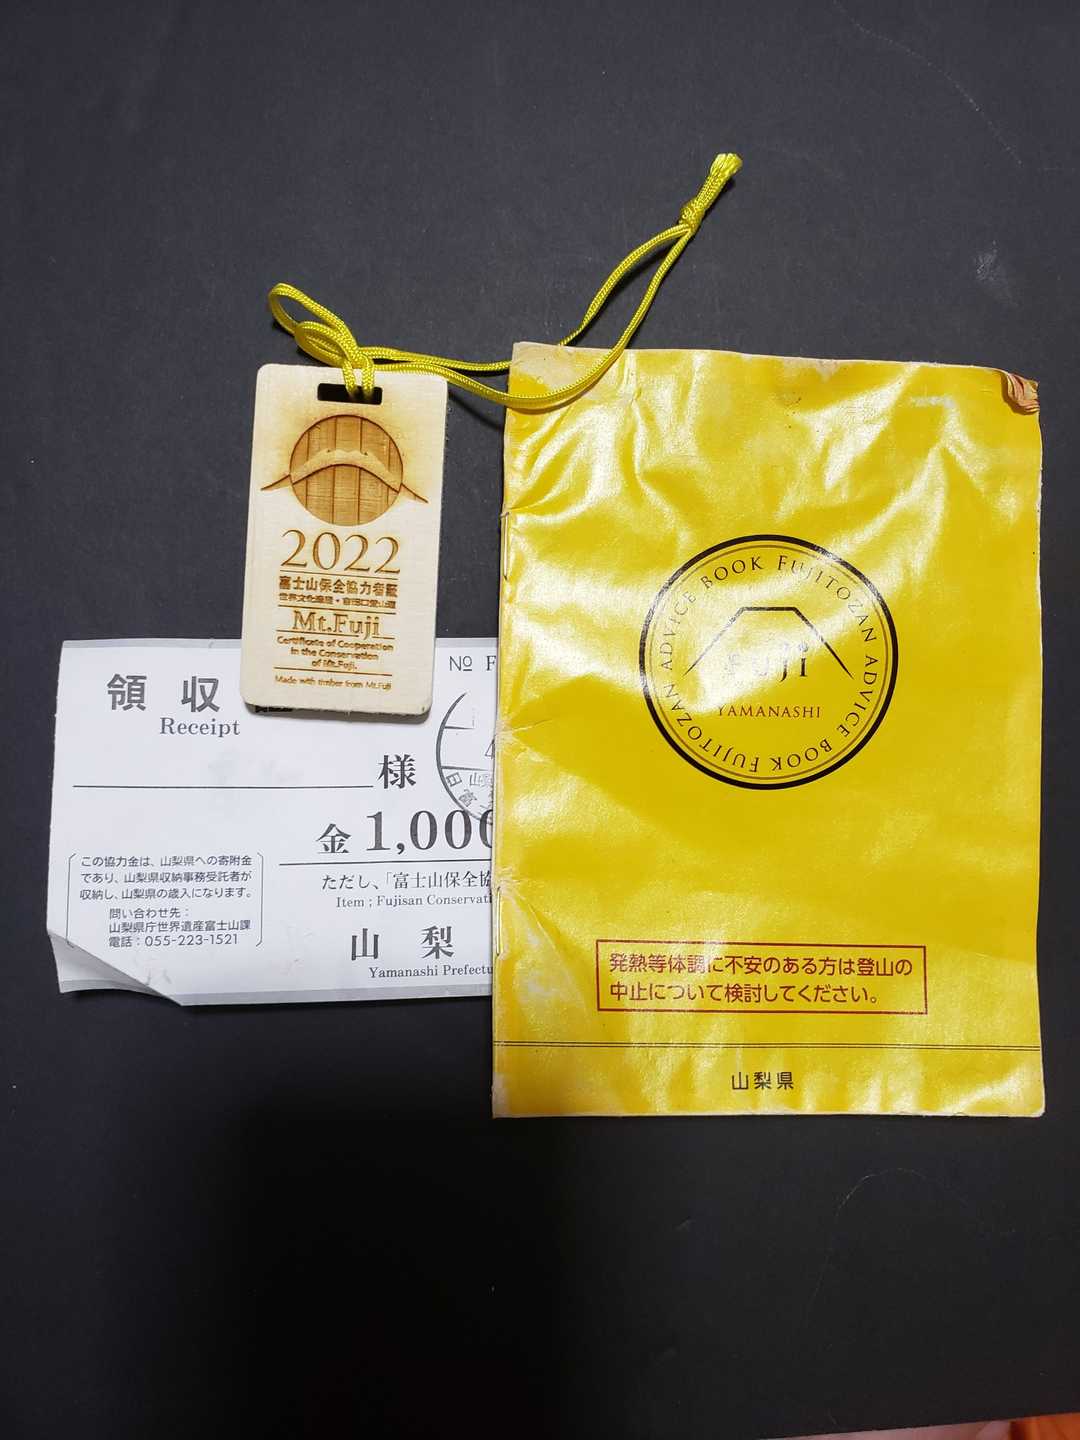 2022
富士山保全協力者証
世界文化遺産・吉田口登山道
Mt.Fuji
Certificate of Cooperation
in the Conservation
of Mt.Fuji.
Made with timber from Mt.Fuji
領 収
Receipt
№ F
様
金 1,000
ただし、「富士山保全協
Item ; Fujisan Conservati
山 梨
Yamanashi Prefectu
この協力金は、山梨県への寄附金
であり、山梨県収納事務受託者が
収納し、山梨県の歳入になります。
問い合わせ先：
山梨県庁世界遺産富士山課
電話：055-223-1521
FUJITOZAN ADVICE BOOK FUJITOZAN ADVICE BOOK
FUJI
YAMANASHI
発熱等体調に不安のある方は登山の
中止について検討してください。
山梨県